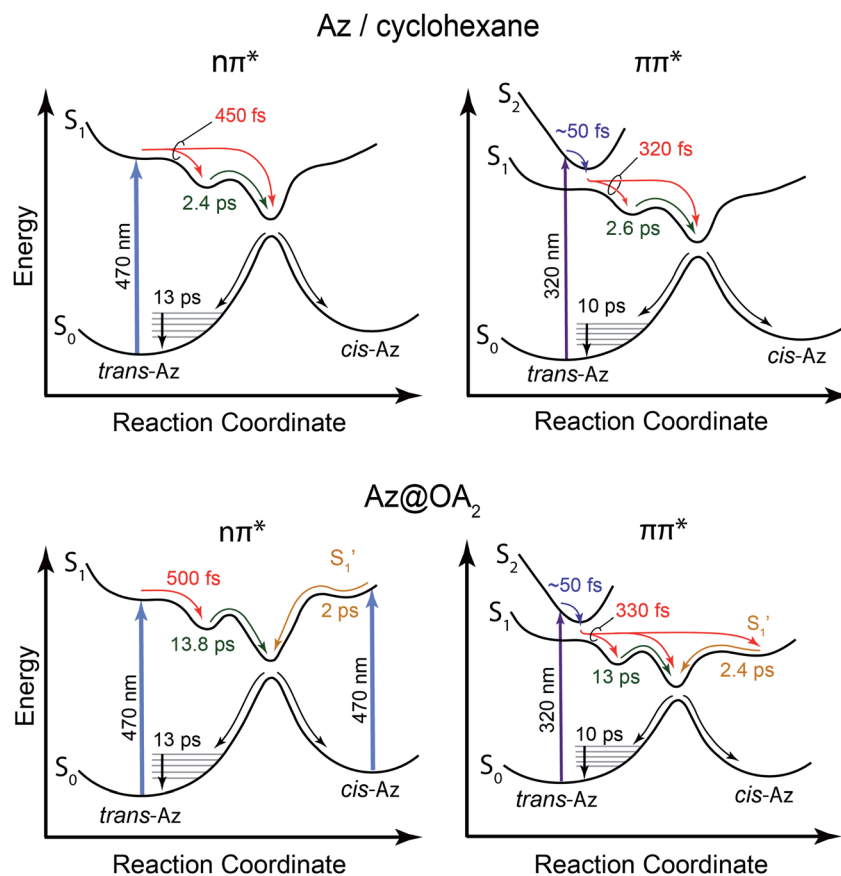 Az / cyclohexane
nπ*
S1
450 fs
2.4 ps
470 nm
13 ps
S0
trans-Az
cis-Az
Energy
Reaction Coordinate
ππ*
S2
~50 fs
S1
320 fs
2.6 ps
320 nm
10 ps
S0
trans-Az
cis-Az
Reaction Coordinate
Az@OA2
nπ*
S1
500 fs
S1'
2 ps
13.8 ps
470 nm
470 nm
13 ps
S0
trans-Az
cis-Az
Energy
Reaction Coordinate
ππ*
S2
~50 fs
S1
330 fs
S1'
13 ps
2.4 ps
320 nm
10 ps
S0
trans-Az
cis-Az
Reaction Coordinate